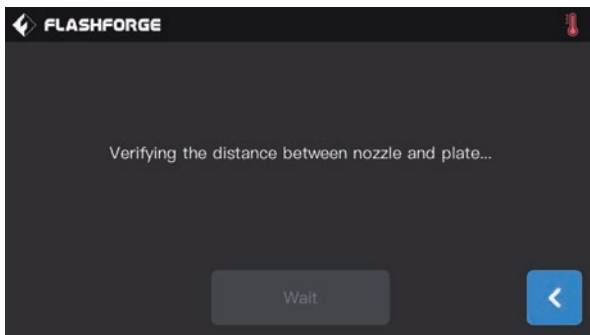 FLASHFORGE
Verifying the distance between nozzle and plate...
Wait